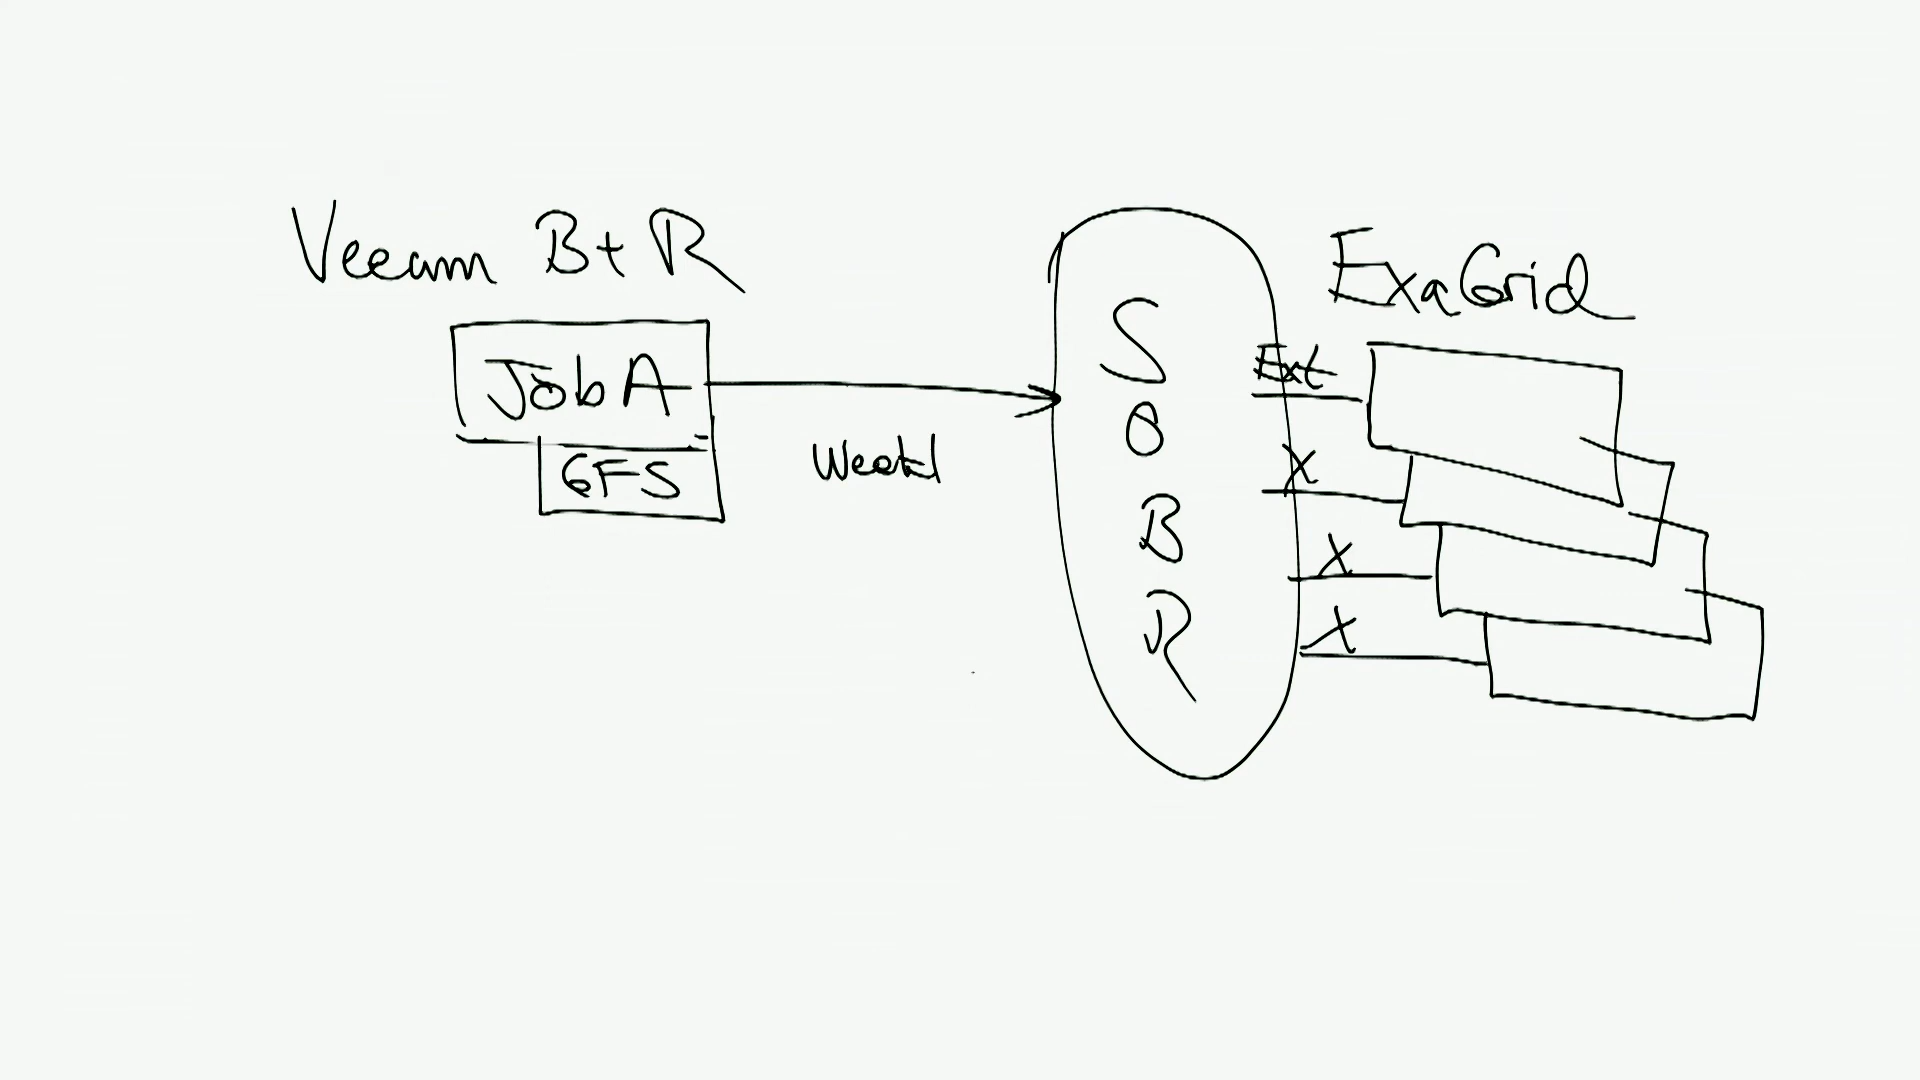 Veeam B+R
Job A
GFS
SOBR
ExaGrid
Ext
X
X
X